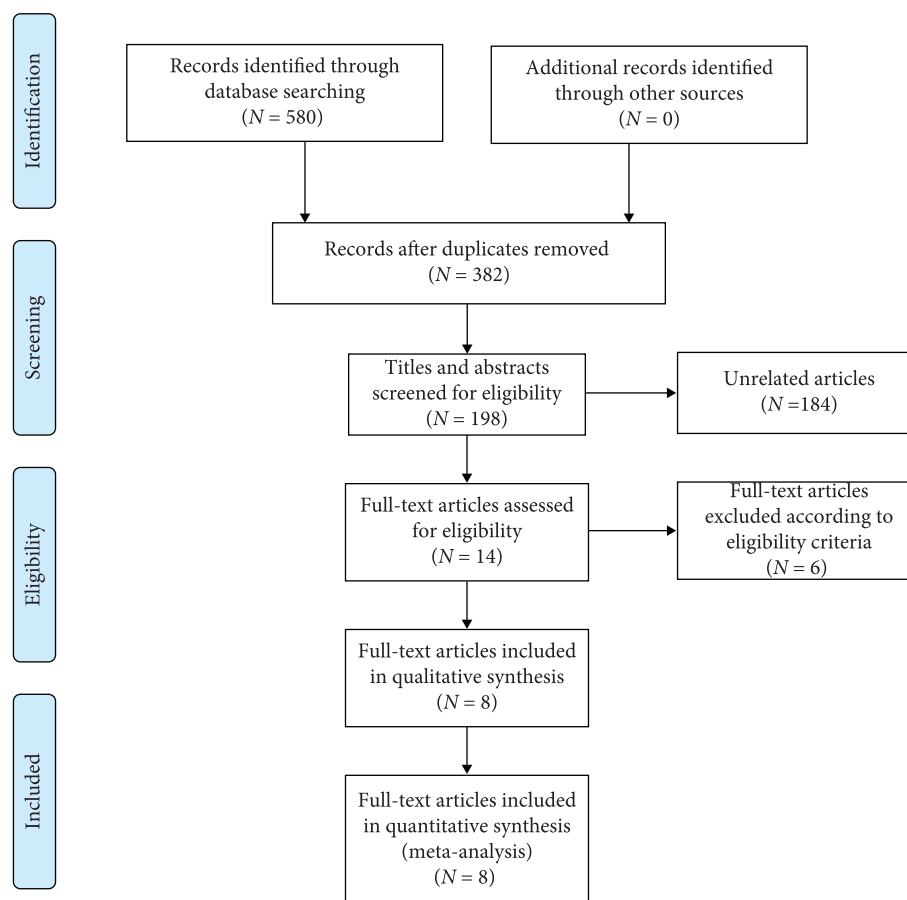 Identification
Records identified through
database searching
(N = 580)
Additional records identified
through other sources
(N = 0)
Records after duplicates removed
(N = 382)
Screening
Titles and abstracts
screened for eligibility
(N = 198)
Unrelated articles
(N =184)
Eligibility
Full-text articles assessed
for eligibility
(N = 14)
Full-text articles
excluded according to
eligibility criteria
(N = 6)
Full-text articles included
in qualitative synthesis
(N = 8)
Included
Full-text articles included
in quantitative synthesis
(meta-analysis)
(N = 8)